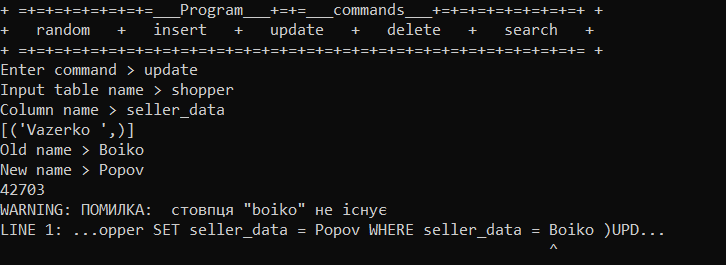 + =+=+=+=+=+=+=___Program___+=+=___commands___+=+=+=+=+=+=+=+ +
+   random   +   insert   +   update   +   delete   +   search   +
+ =+=+=+=+=+=+=+=+=+=+=+=+=+=+=+=+=+=+=+=+=+=+=+=+=+=+=+=+=+=+= +
Enter command > update
Input table name > shopper
Column name > seller_data
[('Vazerko ',)]
Old name > Boiko
New name > Popov
42703
WARNING: ПОМИЛКА:  стовпця "boiko" не існує
LINE 1: ...opper SET seller_data = Popov WHERE seller_data = Boiko )UPD...
^